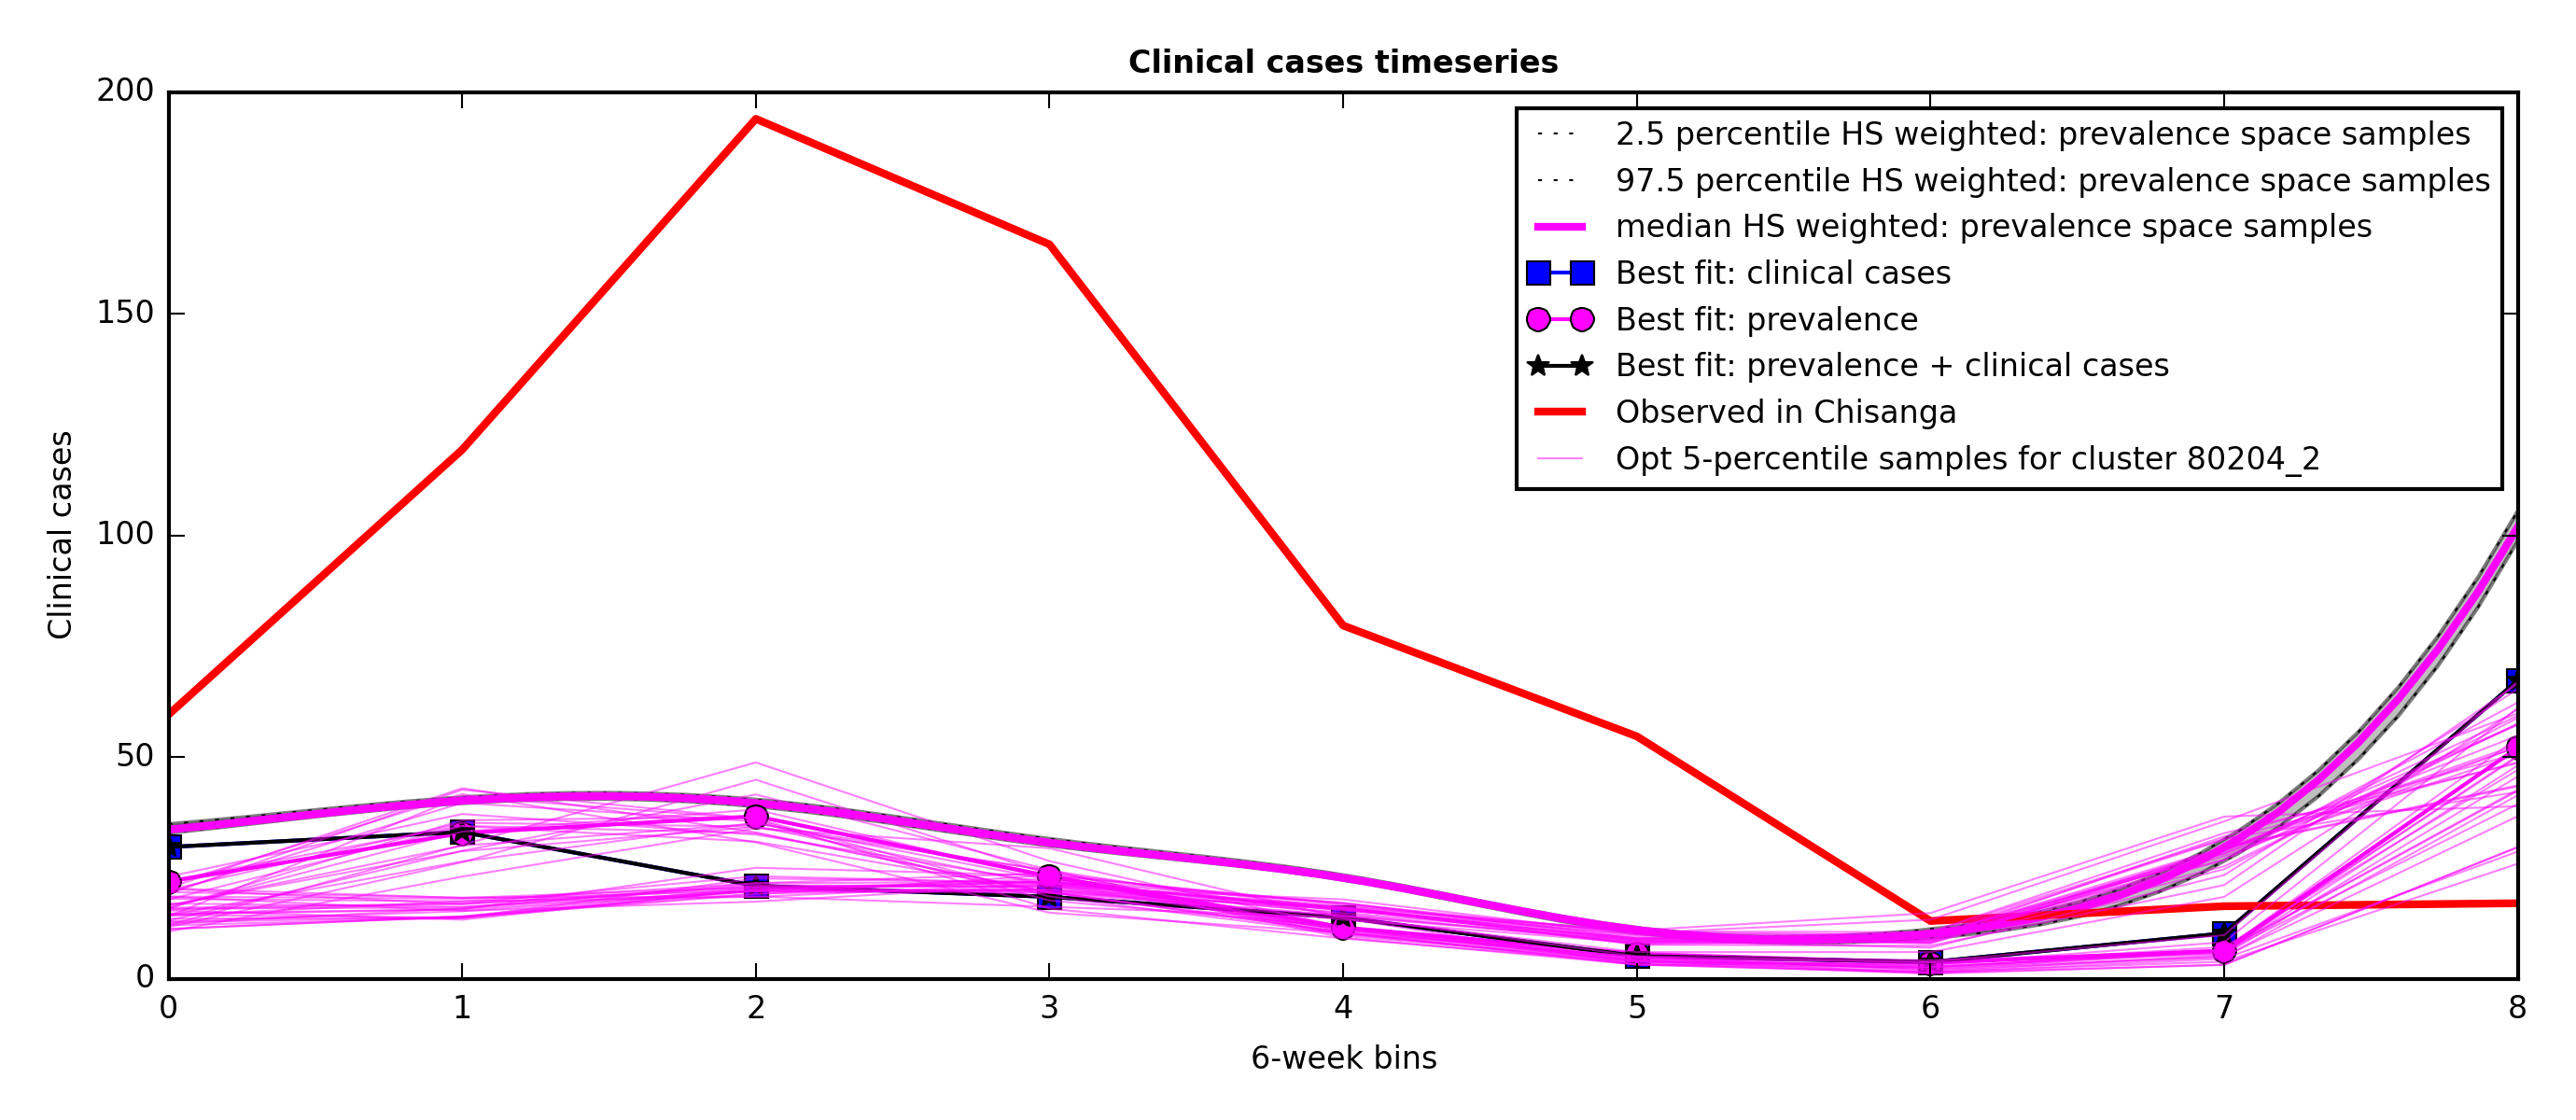 Clinical cases timeseries
200
150
100
50
0
Clinical cases
2.5 percentile HS weighted: prevalence space samples
97.5 percentile HS weighted: prevalence space samples
median HS weighted: prevalence space samples
Best fit: clinical cases
Best fit: prevalence
Best fit: prevalence + clinical cases
Observed in Chisanga
Opt 5-percentile samples for cluster 80204_2
0 1 2 3 4 5 6 7 8
6-week bins